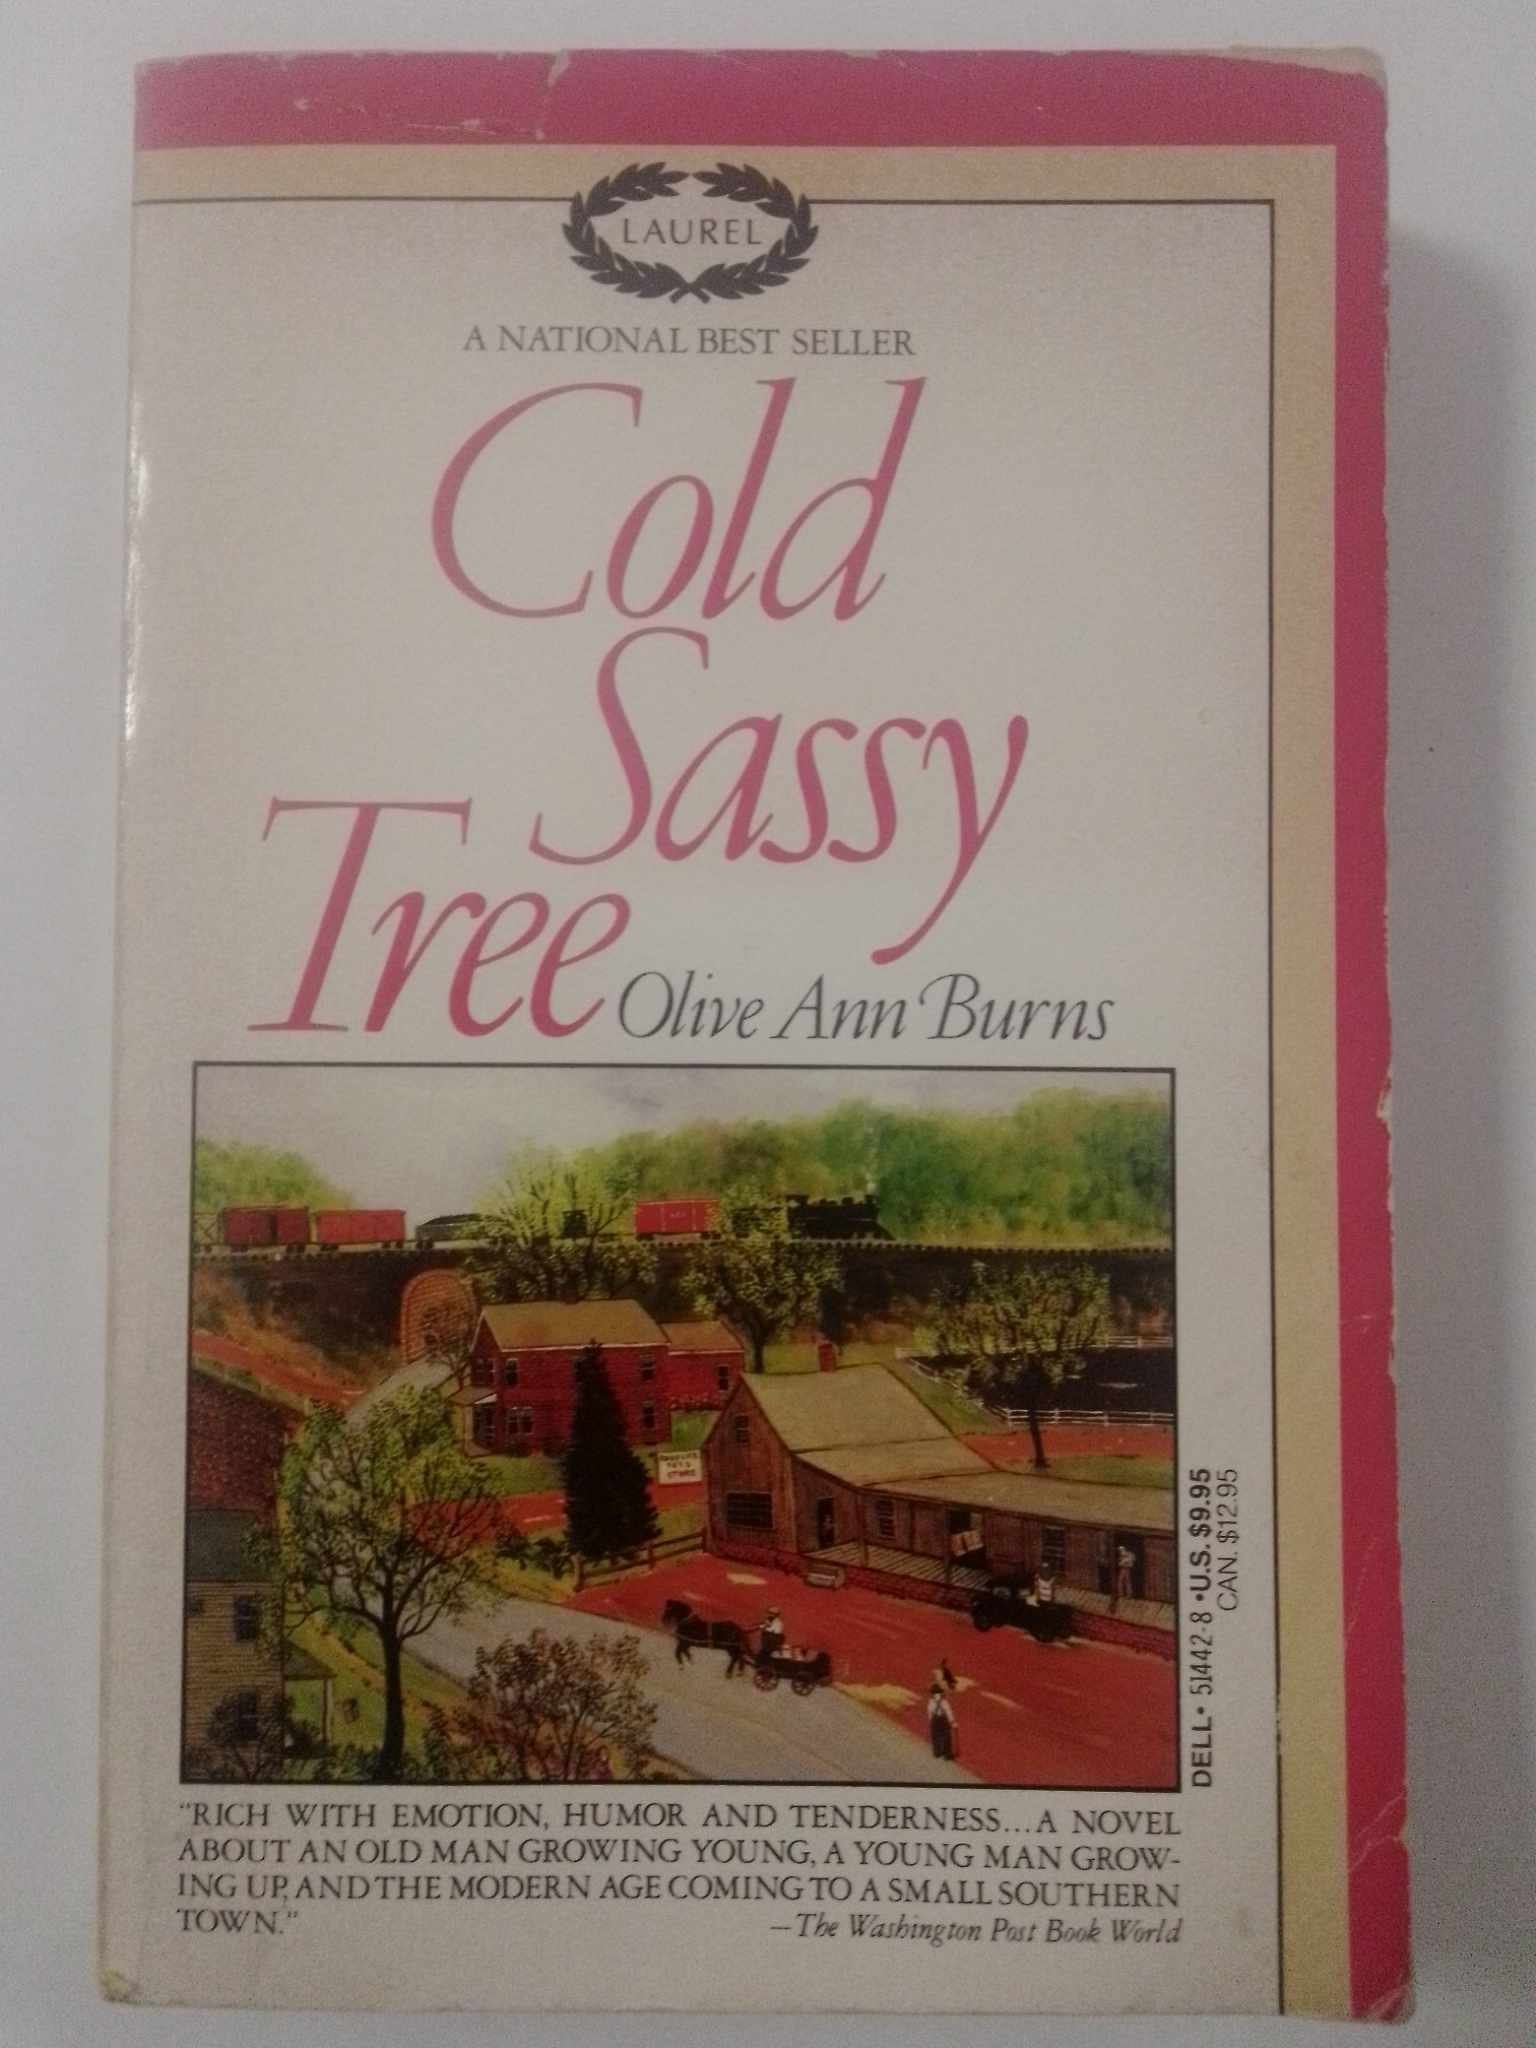 LAUREL
A NATIONAL BEST SELLER
Cold
Sassy
Tree
Olive Ann Burns
DELL • 51442-8 • U.S. $9.95
CAN. $12.95
"RICH WITH EMOTION, HUMOR AND TENDERNESS...A NOVEL
ABOUT AN OLD MAN GROWING YOUNG, A YOUNG MAN GROW-
ING UP, AND THE MODERN AGE COMING TO A SMALL SOUTHERN
TOWN."
—The Washington Post Book World